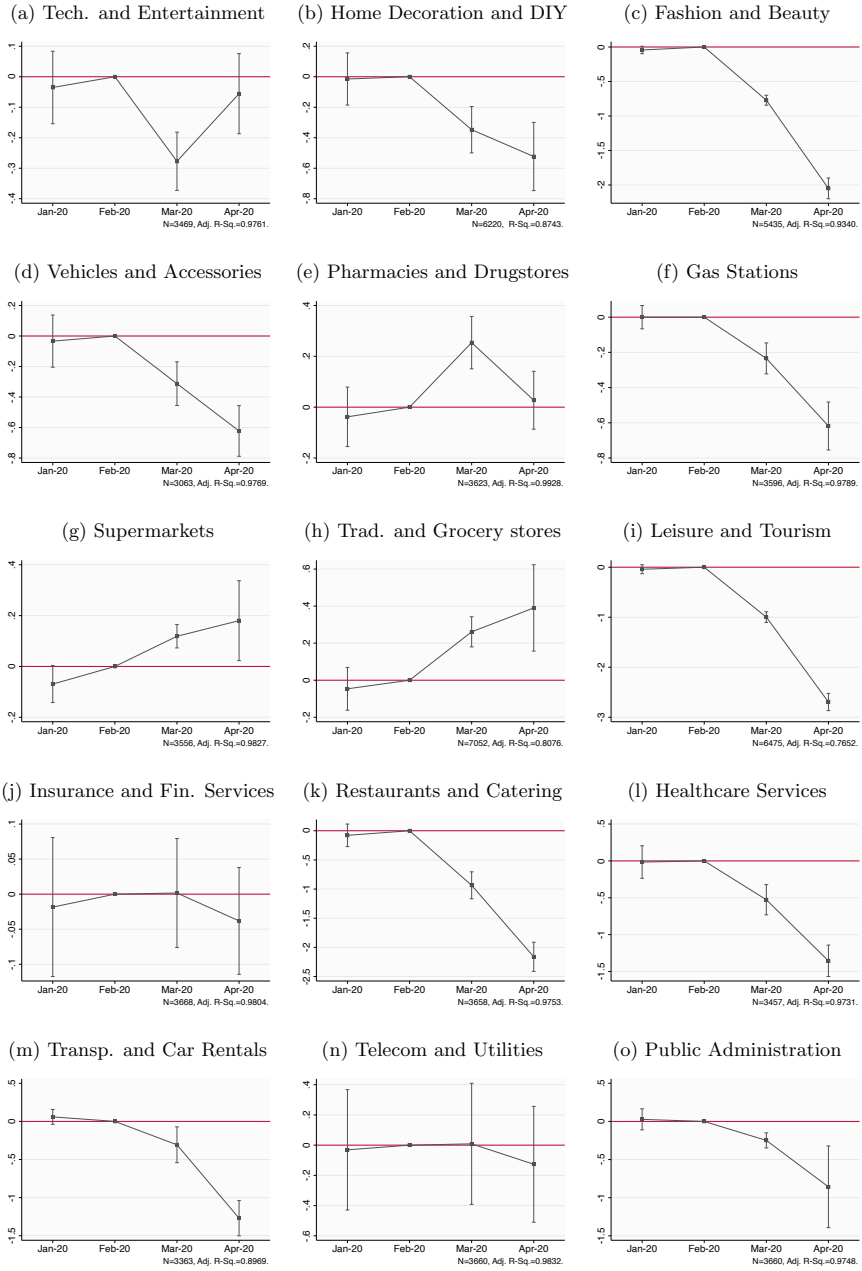 (a) Tech. and Entertainment
.1
0
-.1
-.2
-.3
-.4
Jan-20 Feb-20 Mar-20 Apr-20
N=3469, Adj. R-Sq.=0.9761.
(b) Home Decoration and DIY
.2
0
-.2
-.4
-.6
-.8
Jan-20 Feb-20 Mar-20 Apr-20
N=6220, R-Sq.=0.8743.
(c) Fashion and Beauty
0
-.5
-1
-1.5
-2
Jan-20 Feb-20 Mar-20 Apr-20
N=5435, Adj. R-Sq.=0.9340.
(d) Vehicles and Accessories
.2
0
-.2
-.4
-.6
-.8
Jan-20 Feb-20 Mar-20 Apr-20
N=3063, Adj. R-Sq.=0.9769.
(e) Pharmacies and Drugstores
.4
.2
0
-.2
Jan-20 Feb-20 Mar-20 Apr-20
N=3623, Adj. R-Sq.=0.9928.
(f) Gas Stations
0
-.2
-.4
-.6
-.8
Jan-20 Feb-20 Mar-20 Apr-20
N=3596, Adj. R-Sq.=0.9789.
(g) Supermarkets
.4
.2
0
-.2
Jan-20 Feb-20 Mar-20 Apr-20
N=3556, Adj. R-Sq.=0.9827.
(h) Trad. and Grocery stores
.6
.4
.2
0
-.2
Jan-20 Feb-20 Mar-20 Apr-20
N=7052, Adj. R-Sq.=0.8076.
(i) Leisure and Tourism
0
-1
-2
-3
Jan-20 Feb-20 Mar-20 Apr-20
N=6475, Adj. R-Sq.=0.7652.
(j) Insurance and Fin. Services
.1
.05
0
-.05
-.1
Jan-20 Feb-20 Mar-20 Apr-20
N=3668, Adj. R-Sq.=0.9804.
(k) Restaurants and Catering
0
-.5
-1
-1.5
-2
-2.5
Jan-20 Feb-20 Mar-20 Apr-20
N=3658, Adj. R-Sq.=0.9753.
(l) Healthcare Services
.5
0
-.5
-1
-1.5
Jan-20 Feb-20 Mar-20 Apr-20
N=3457, Adj. R-Sq.=0.9731.
(m) Transp. and Car Rentals
.5
0
-.5
-1
-1.5
Jan-20 Feb-20 Mar-20 Apr-20
N=3363, Adj. R-Sq.=0.8969.
(n) Telecom and Utilities
.4
.2
0
-.2
-.4
-.6
Jan-20 Feb-20 Mar-20 Apr-20
N=3660, Adj. R-Sq.=0.9832.
(o) Public Administration
.5
0
-.5
-1
-1.5
Jan-20 Feb-20 Mar-20 Apr-20
N=3660, Adj. R-Sq.=0.9748.